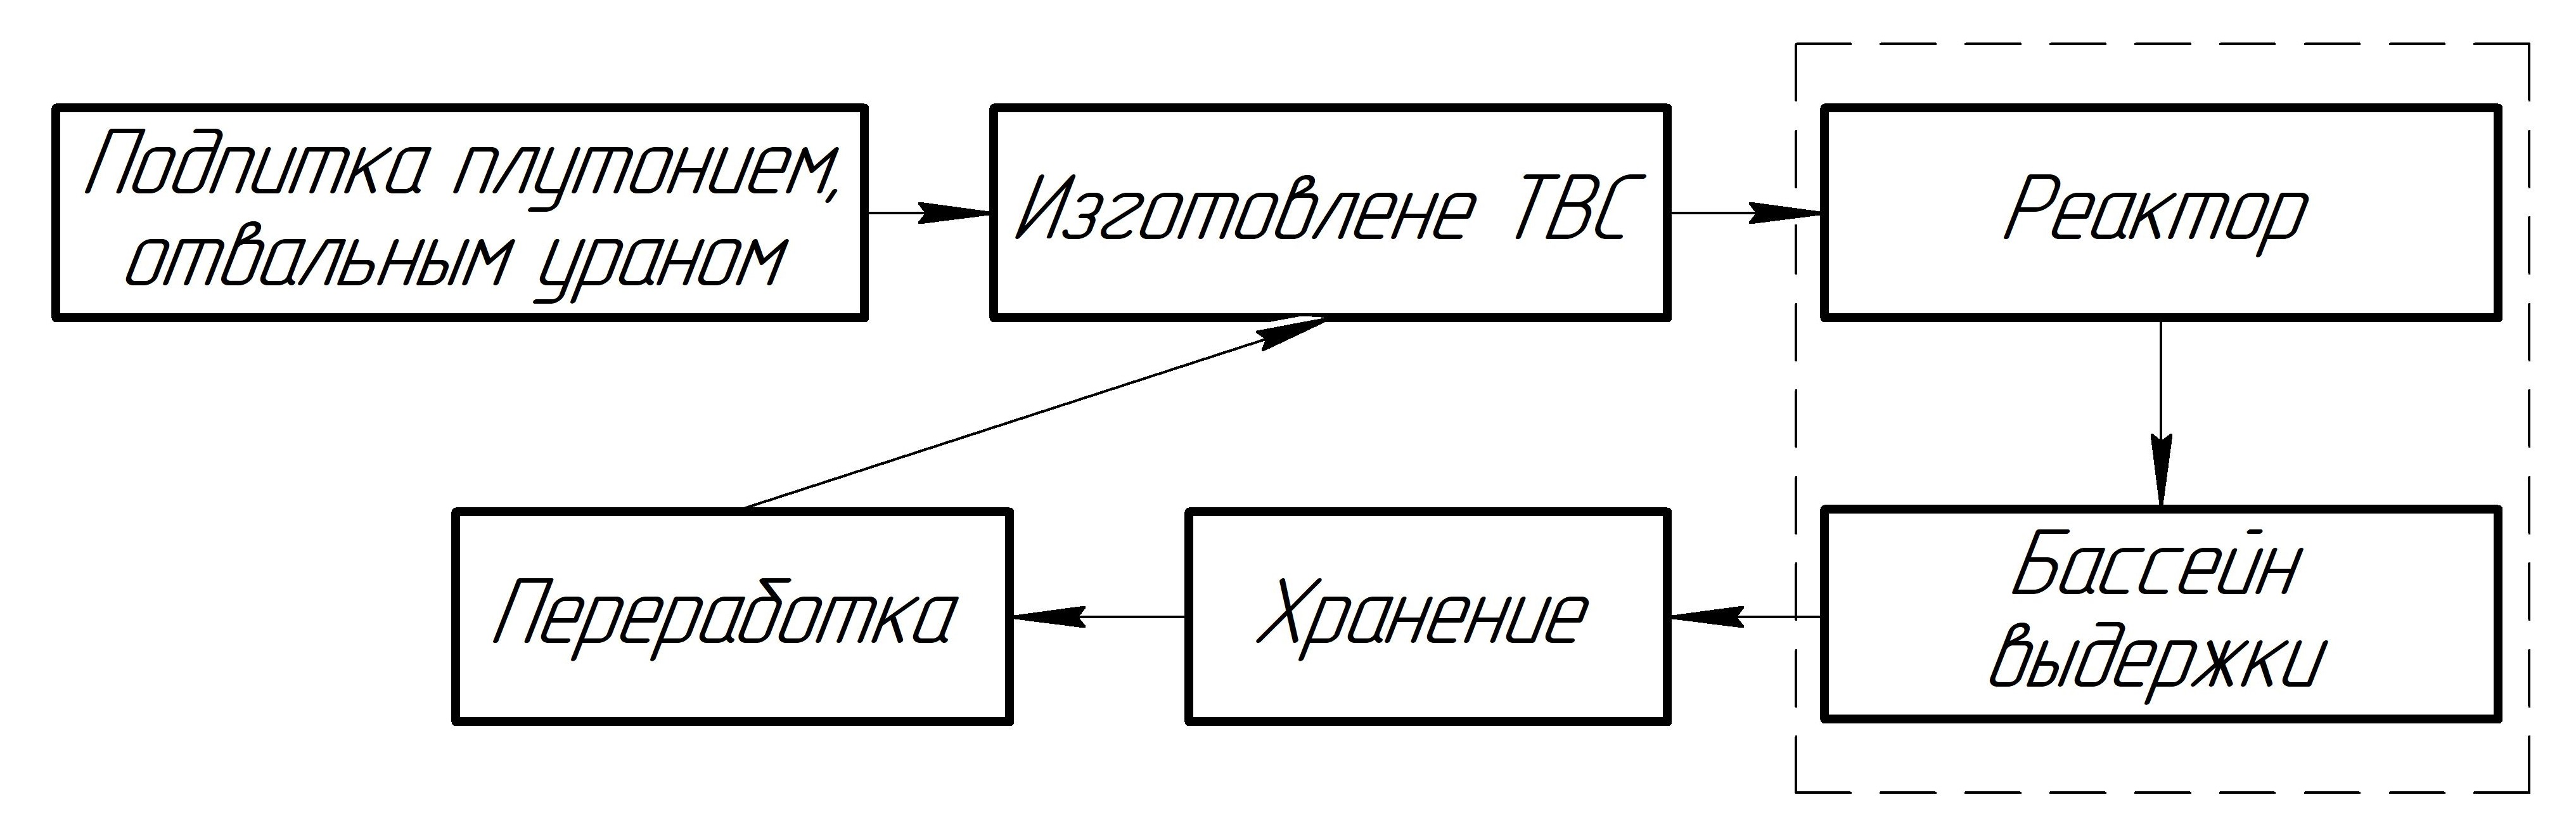 Подпитка плутонием,
отвальным ураном
Изготовлене ТВС
Реактор
Бассейн
выдержки
Хранение
Переработка